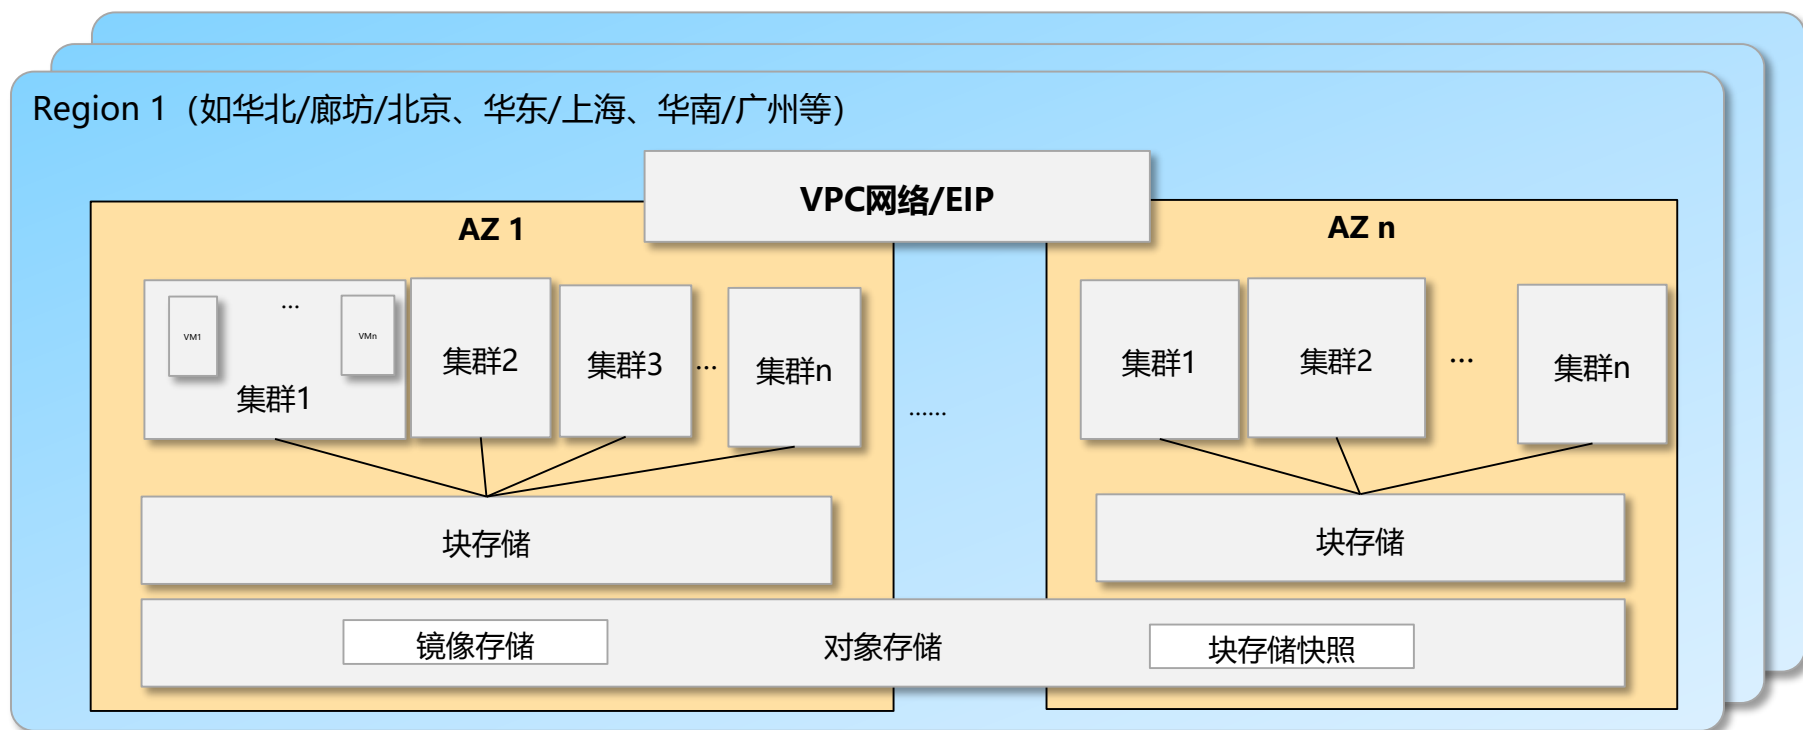 Region 1（如华北/廊坊/北京、华东/上海、华南/广州等）
VPC网络/EIP
AZ 1
AZ n
VM1
...
VMn
集群1
集群2
集群3
...
集群n
......
集群1
集群2
...
集群n
块存储
块存储
镜像存储
对象存储
块存储快照